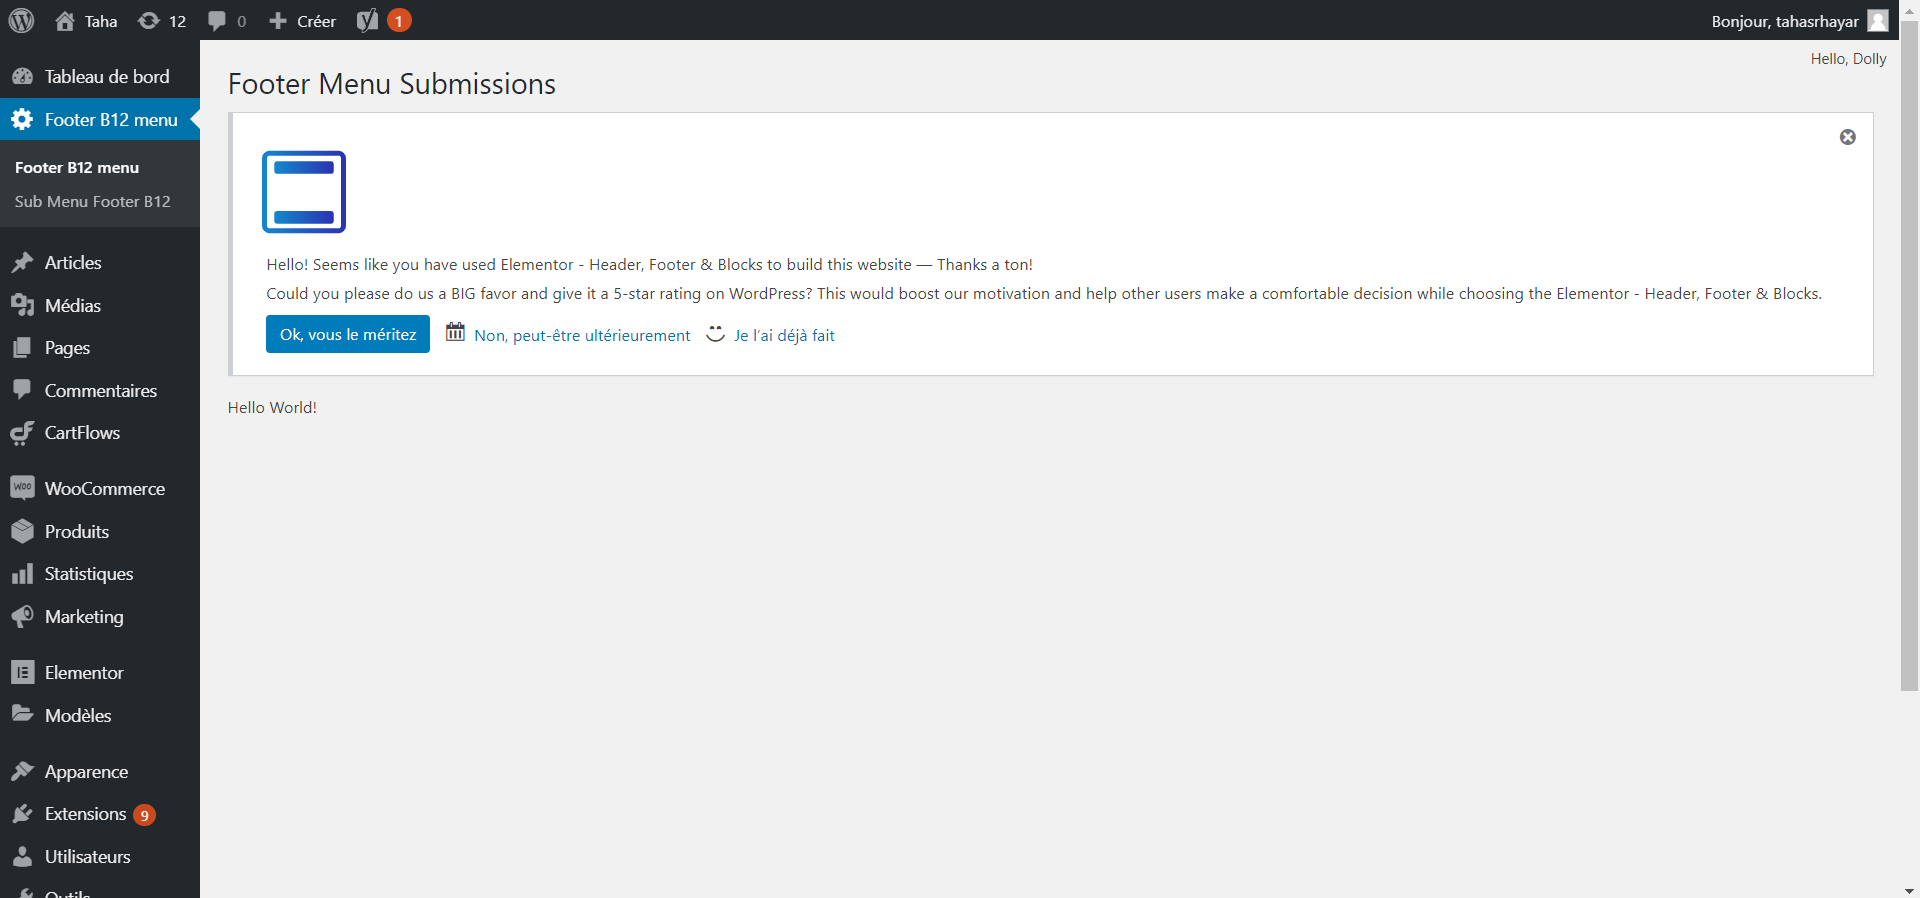 Taha
12
0
Créer
1
Bonjour, tahasrhayar
Hello, Dolly
Tableau de bord
Footer B12 menu
Footer B12 menu
Sub Menu Footer B12
Articles
Médias
Pages
Commentaires
CartFlows
WooCommerce
Produits
Statistiques
Marketing
Elementor
Modèles
Apparence
Extensions 9
Utilisateurs
Outils
Footer Menu Submissions
Hello! Seems like you have used Elementor - Header, Footer & Blocks to build this website — Thanks a ton!
Could you please do us a BIG favor and give it a 5-star rating on WordPress? This would boost our motivation and help other users make a comfortable decision while choosing the Elementor - Header, Footer & Blocks.
Ok, vous le méritez
Non, peut-être ultérieurement
Je l’ai déjà fait
Hello World!